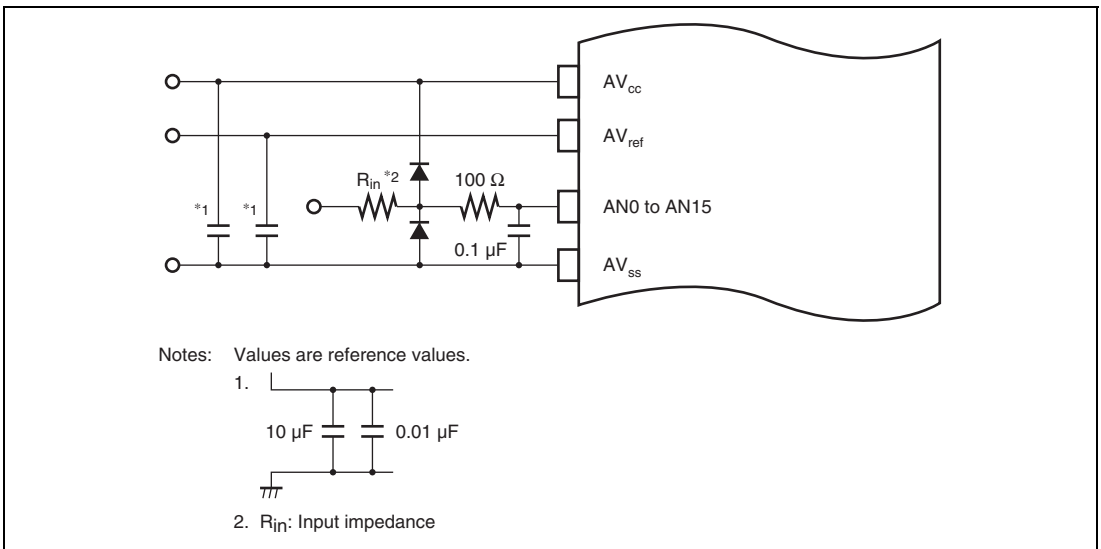 AVcc
AVref
Rin *2
100 Ω
*1
*1
AN0 to AN15
0.1 µF
AVss
Notes: Values are reference values.
1.
10 µF
0.01 µF
2. Rin: Input impedance